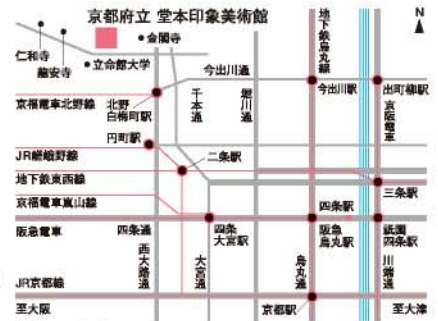 京都府立 堂本印象美術館
N
仁和寺
龍安寺
金閣寺
立命館大学
地下鉄烏丸線
今出川通
今出川駅
出町柳駅
京福電車北野線
北野
白梅町駅
千本通
堀川通
京阪電車
円町駅
JR嵯峨野線
二条駅
地下鉄東西線
三条駅
京福電車嵐山線
四条駅
阪急電車
四条通
四条
大宮駅
阪急
烏丸駅
祇園
四条駅
西大路通
大宮通
烏丸通
川端通
JR京都線
至大阪
京都駅
至大津